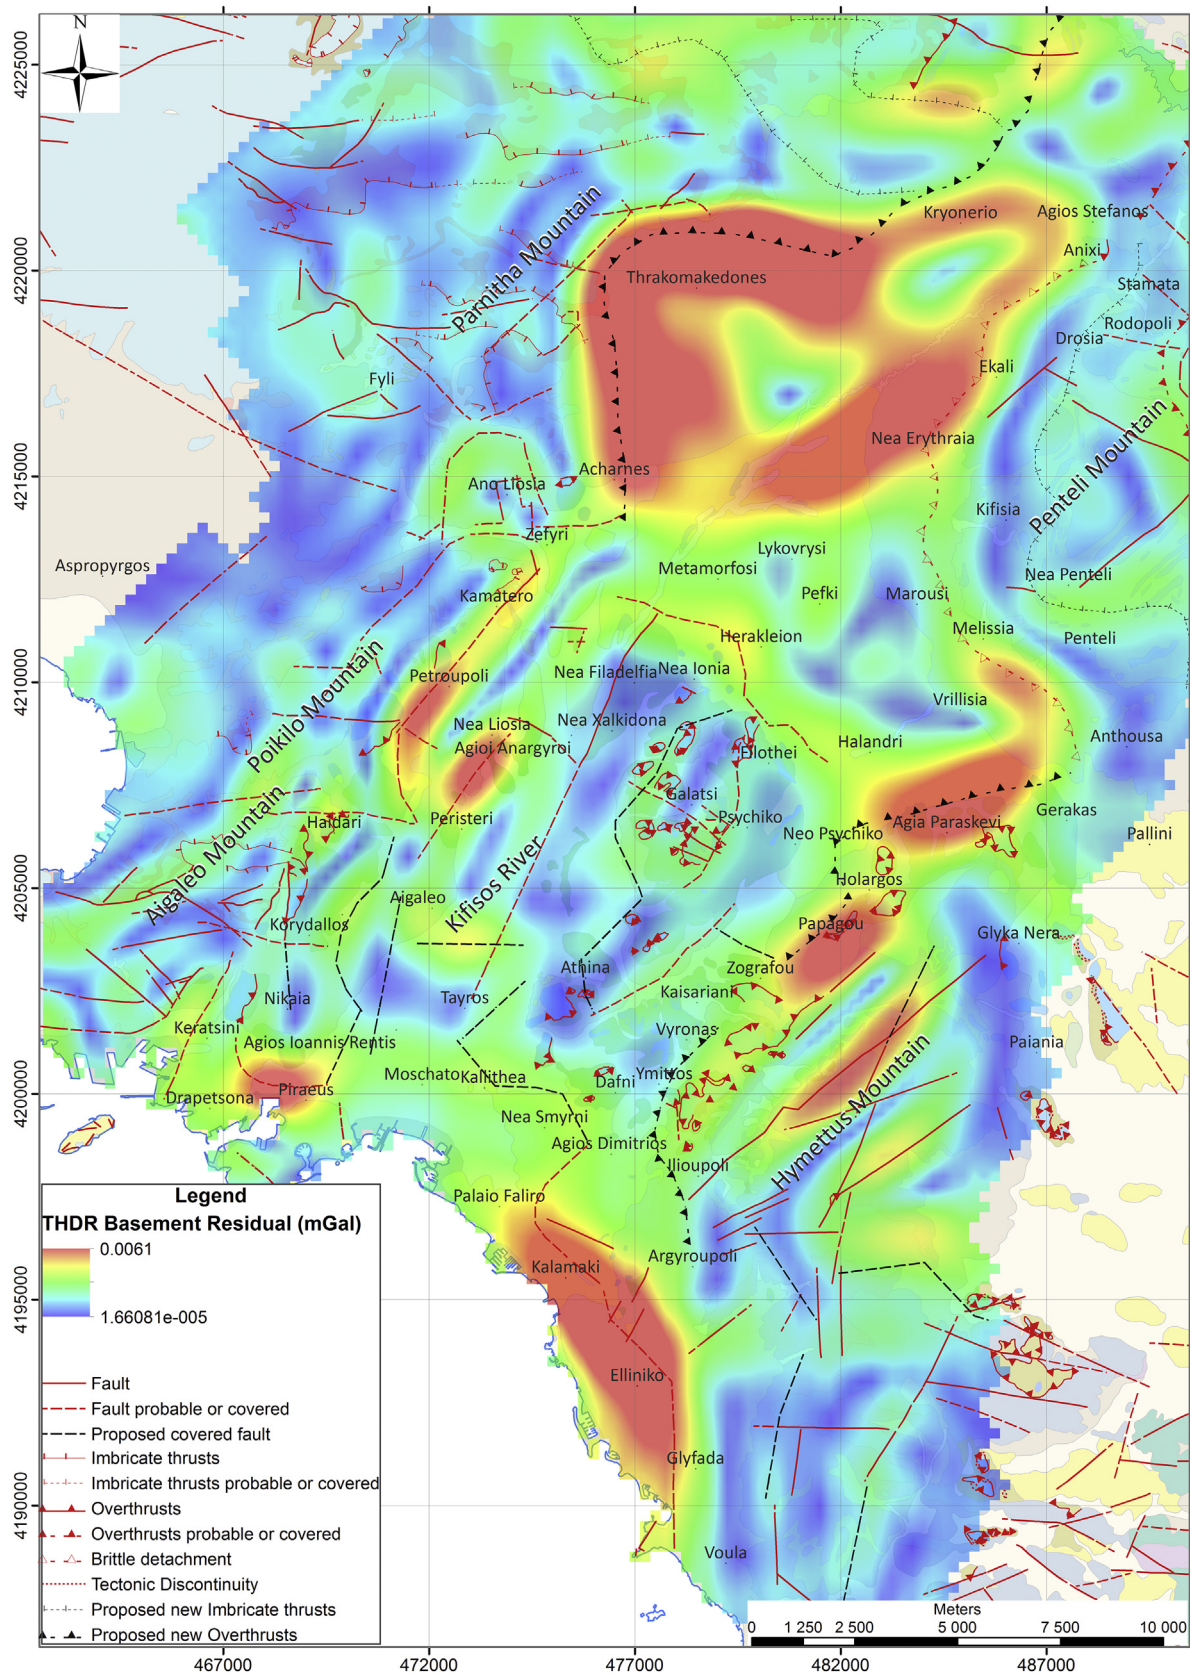 N
4225000
4220000
4215000
4210000
4205000
4200000
4195000
4190000
Kryonerio
Agios Stefanos
Anixi
Parnitha Mountain
Thrakomakedones
Stamata
Rodopoli
Drosia
Ekali
Fyli
Nea Erythraia
Penteli Mountain
Acharnes
Ano Liosia
Kifisia
Zefyri
Lykovrysi
Aspropyrgos
Metamorfosi
Nea Penteli
Kamatero
Pefki
Marousi
Herakleion
Melissia
Penteli
Petroupoli
Nea Filadelfia
Nea Ionia
Poikilo Mountain
Vrillisia
Nea Liosia
Nea Xalkidona
Agioi Anargyroi
Filothei
Halandri
Anthousa
Galatsi
Aigaleo Mountain
Haidari
Peristeri
Psychiko
Neo Psychiko
Agia Paraskevi
Gerakas
Pallini
Kifisos River
Holargos
Aigaleo
Korydallos
Papagou
Glyka Nera
Athina
Zografou
Nikaia
Tayros
Kaisariani
Keratsini
Agios Ioannis Rentis
Vyronas
Paiania
Piraeus
Moschato
Kallithea
Dafni
Ymittos
Drapetsona
Nea Smyrni
Hymettus Mountain
Agios Dimitrios
Ilioupoli
Palaio Faliro
Argyroupoli
Kalamaki
Elliniko
Glyfada
Voula
Legend
THDR Basement Residual (mGal)
0.0061
1.66081e-005
Fault
Fault probable or covered
Proposed covered fault
Imbricate thrusts
Imbricate thrusts probable or covered
Overthrusts
Overthrusts probable or covered
Brittle detachment
Tectonic Discontinuity
Proposed new Imbricate thrusts
Proposed new Overthrusts
Meters
0 1 250 2 500 5 000 7 500 10 000
467000 472000 477000 482000 487000